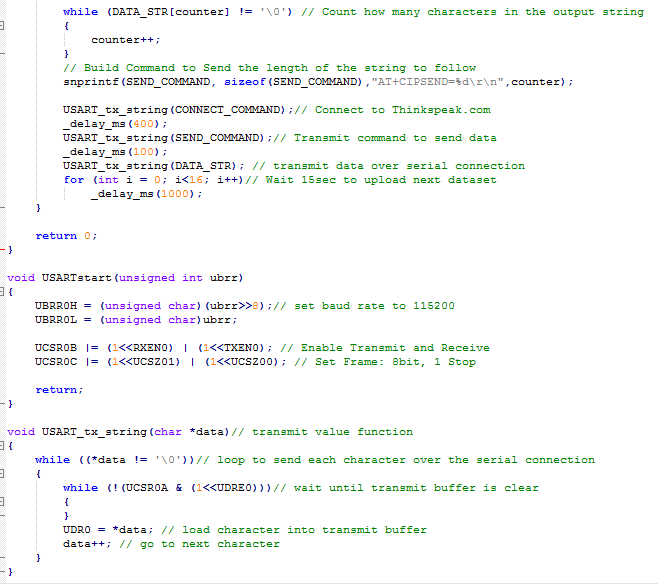 while (DATA_STR[counter] != '\0') // Count how many characters in the output string
{
counter++;
}
// Build Command to Send the length of the string to follow
snprintf(SEND_COMMAND, sizeof(SEND_COMMAND),"AT+CIPSEND=%d\r\n",counter);
USART_tx_string(CONNECT_COMMAND);// Connect to Thinkspeak.com
_delay_ms(400);
USART_tx_string(SEND_COMMAND);// Transmit command to send data
_delay_ms(100);
USART_tx_string(DATA_STR); // transmit data over serial connection
for (int i = 0; i<16; i++)// Wait 15sec to upload next dataset
_delay_ms(1000);
}
return 0;
}
void USARTstart(unsigned int ubrr)
{
UBRR0H = (unsigned char)(ubrr>>8);// set baud rate to 115200
UBRR0L = (unsigned char)ubrr;
UCSR0B |= (1<<RXEN0) | (1<<TXEN0); // Enable Transmit and Receive
UCSR0C |= (1<<UCSZ01) | (1<<UCSZ00); // Set Frame: 8bit, 1 Stop
return;
}
void USART_tx_string(char *data)// transmit value function
{
while ((*data != '\0'))// loop to send each character over the serial connection
{
while (!(UCSR0A & (1<<UDRE0)))// wait until transmit buffer is clear
{
}
UDR0 = *data; // load character into transmit buffer
data++; // go to next character
}
}